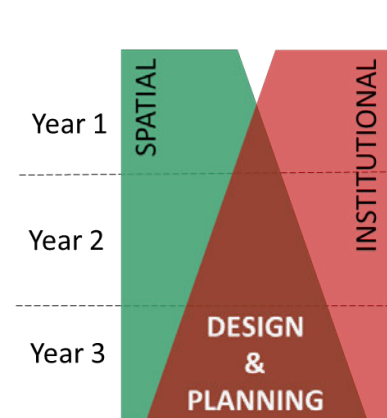 SPATIAL
INSTITUTIONAL
Year 1
Year 2
Year 3
DESIGN
&
PLANNING